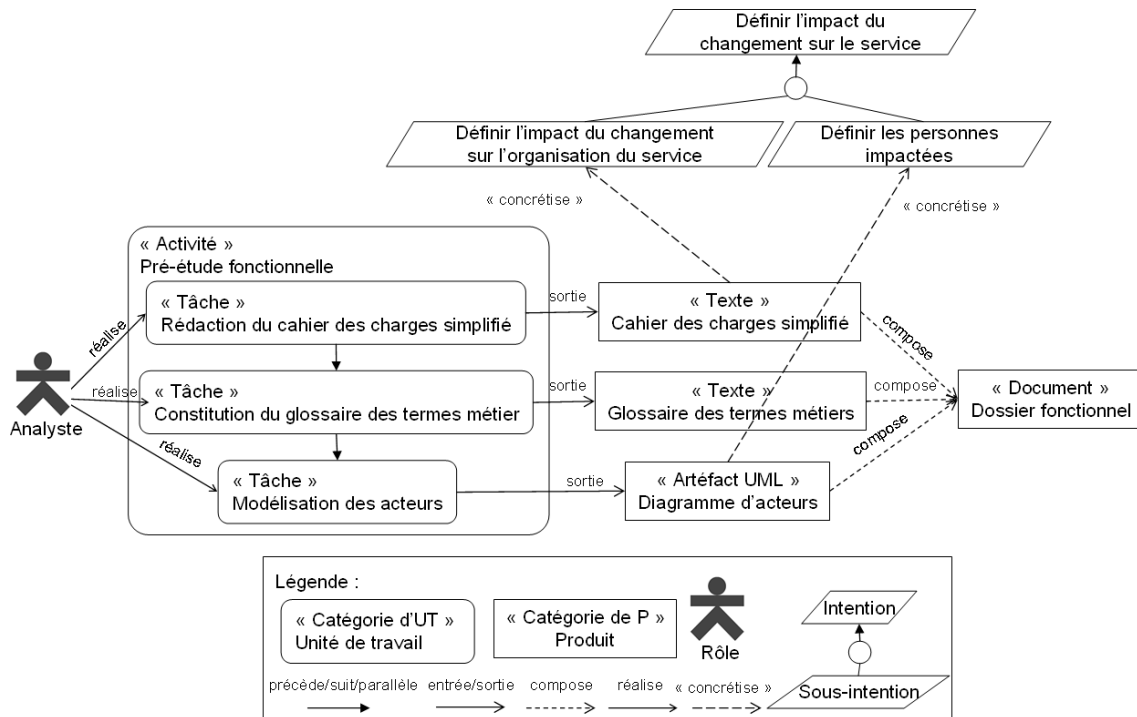 Définir l'impact du
changement sur le service
Définir l'impact du changement
sur l'organisation du service
Définir les personnes
impactées
« concrétise »
« concrétise »
« Activité »
Pré-étude fonctionnelle
« Tâche »
Rédaction du cahier des charges simplifié
sortie
« Texte »
Cahier des charges simplifié
réalise
compose
réalise
« Tâche »
Constitution du glossaire des termes métier
sortie
« Texte »
Glossaire des termes métiers
compose
« Document »
Dossier fonctionnel
Analyste
réalise
compose
« Tâche »
Modélisation des acteurs
sortie
« Artéfact UML »
Diagramme d'acteurs
Légende :
« Catégorie d'UT »
Unité de travail
« Catégorie de P »
Produit
Rôle
Intention
Sous-intention
précède/suit/parallèle
entrée/sortie
compose
réalise
« concrétise »